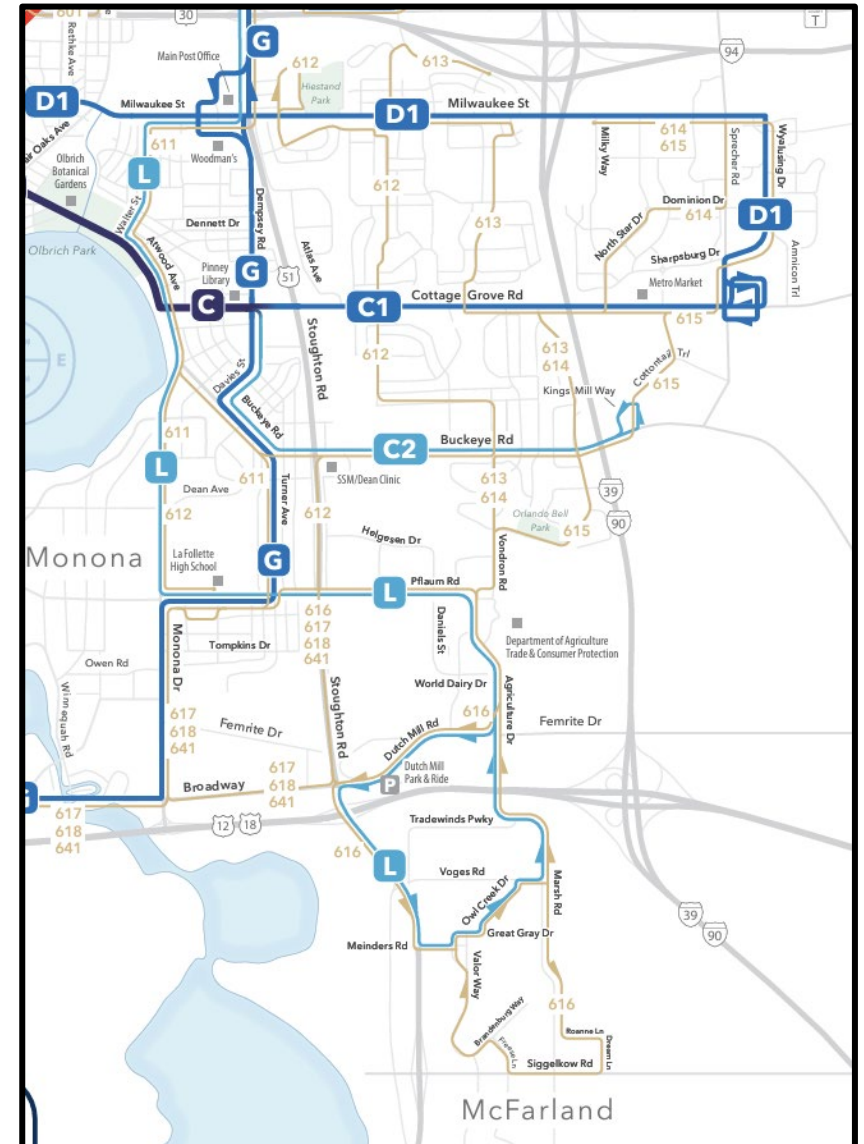 601
30
T
Rethke Ave
Main Post Office
G
612
613
94
Hiestand
Park
D1
Milwaukee St
D1
Milwaukee St
Oaks Ave
611
Woodman's
Milky Way
614
615
Sprecher Rd
Wyalusing Dr
Olbrich
Botanical
Gardens
L
Walter St
Dempsey Rd
612
613
Dominion Dr
614
D1
Dennett Dr
North Star Dr
Olbrich Park
Atwood Ave
Atlas Ave
Sharpsburg Dr
Amnicon Trl
Pinney
Library
G
51
Metro Market
E
C
C1
Cottage Grove Rd
615
Stoughton Rd
612
613
614
Cottontail Trl
615
Davies St
Kings Mill Way
Buckeye Rd
611
C2
Buckeye Rd
L
611
Turner Ave
SSM/Dean Clinic
613
614
39
90
Dean Ave
612
612
Orlando Bell
Park
615
Helgesen Dr
Vondron Rd
Monona
La Follette
High School
G
L
Pflaum Rd
616
617
618
641
Daniels St
Department of Agriculture
Trade & Consumer Protection
Monona Dr
Tompkins Dr
Owen Rd
Stoughton Rd
World Dairy Dr
Agriculture Dr
Winnequah Rd
617
618
641
Femrite Dr
616
Femrite Dr
Dutch Mill Rd
Dutch Mill
Park & Ride
P
Broadway
617
618
641
617
618
641
12
18
Tradewinds Pwky
616
L
Voges Rd
Owl Creek Dr
Marsh Rd
39
90
Meinders Rd
Great Gray Dr
Valor Way
616
Brandenburg Way
Freese Ln
Roanne Ln
Dream Ln
Siggelkow Rd
McFarland